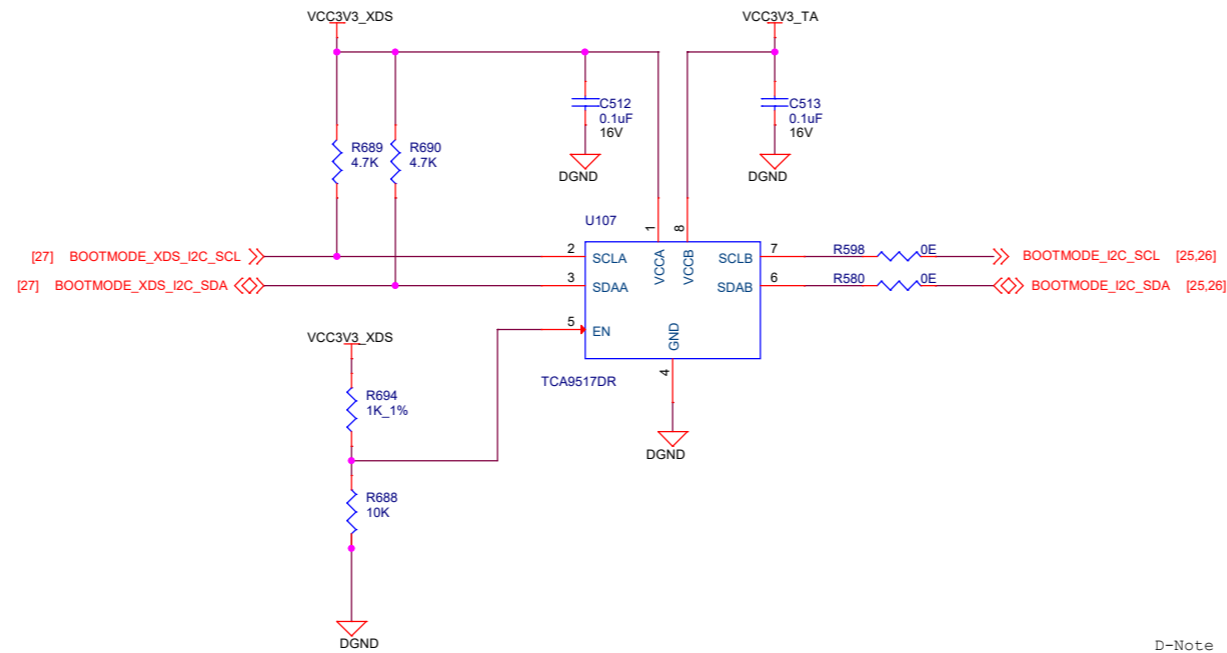 VCC3V3_XDS
VCC3V3_TA
C512
0.1uF
16V
C513
0.1uF
16V
R689
4.7K
R690
4.7K
DGND
DGND
U107
1
8
[27] BOOTMODE_XDS_I2C_SCL
2
SCLA
VCCA
VCCB
SCLB
7
R598
0E
BOOTMODE_I2C_SCL [25,26]
[27] BOOTMODE_XDS_I2C_SDA
3
SDAA
SDAB
6
R580
0E
BOOTMODE_I2C_SDA [25,26]
5
EN
GND
VCC3V3_XDS
4
TCA9517DR
R694
1K_1%
DGND
R688
10K
DGND
D-Note